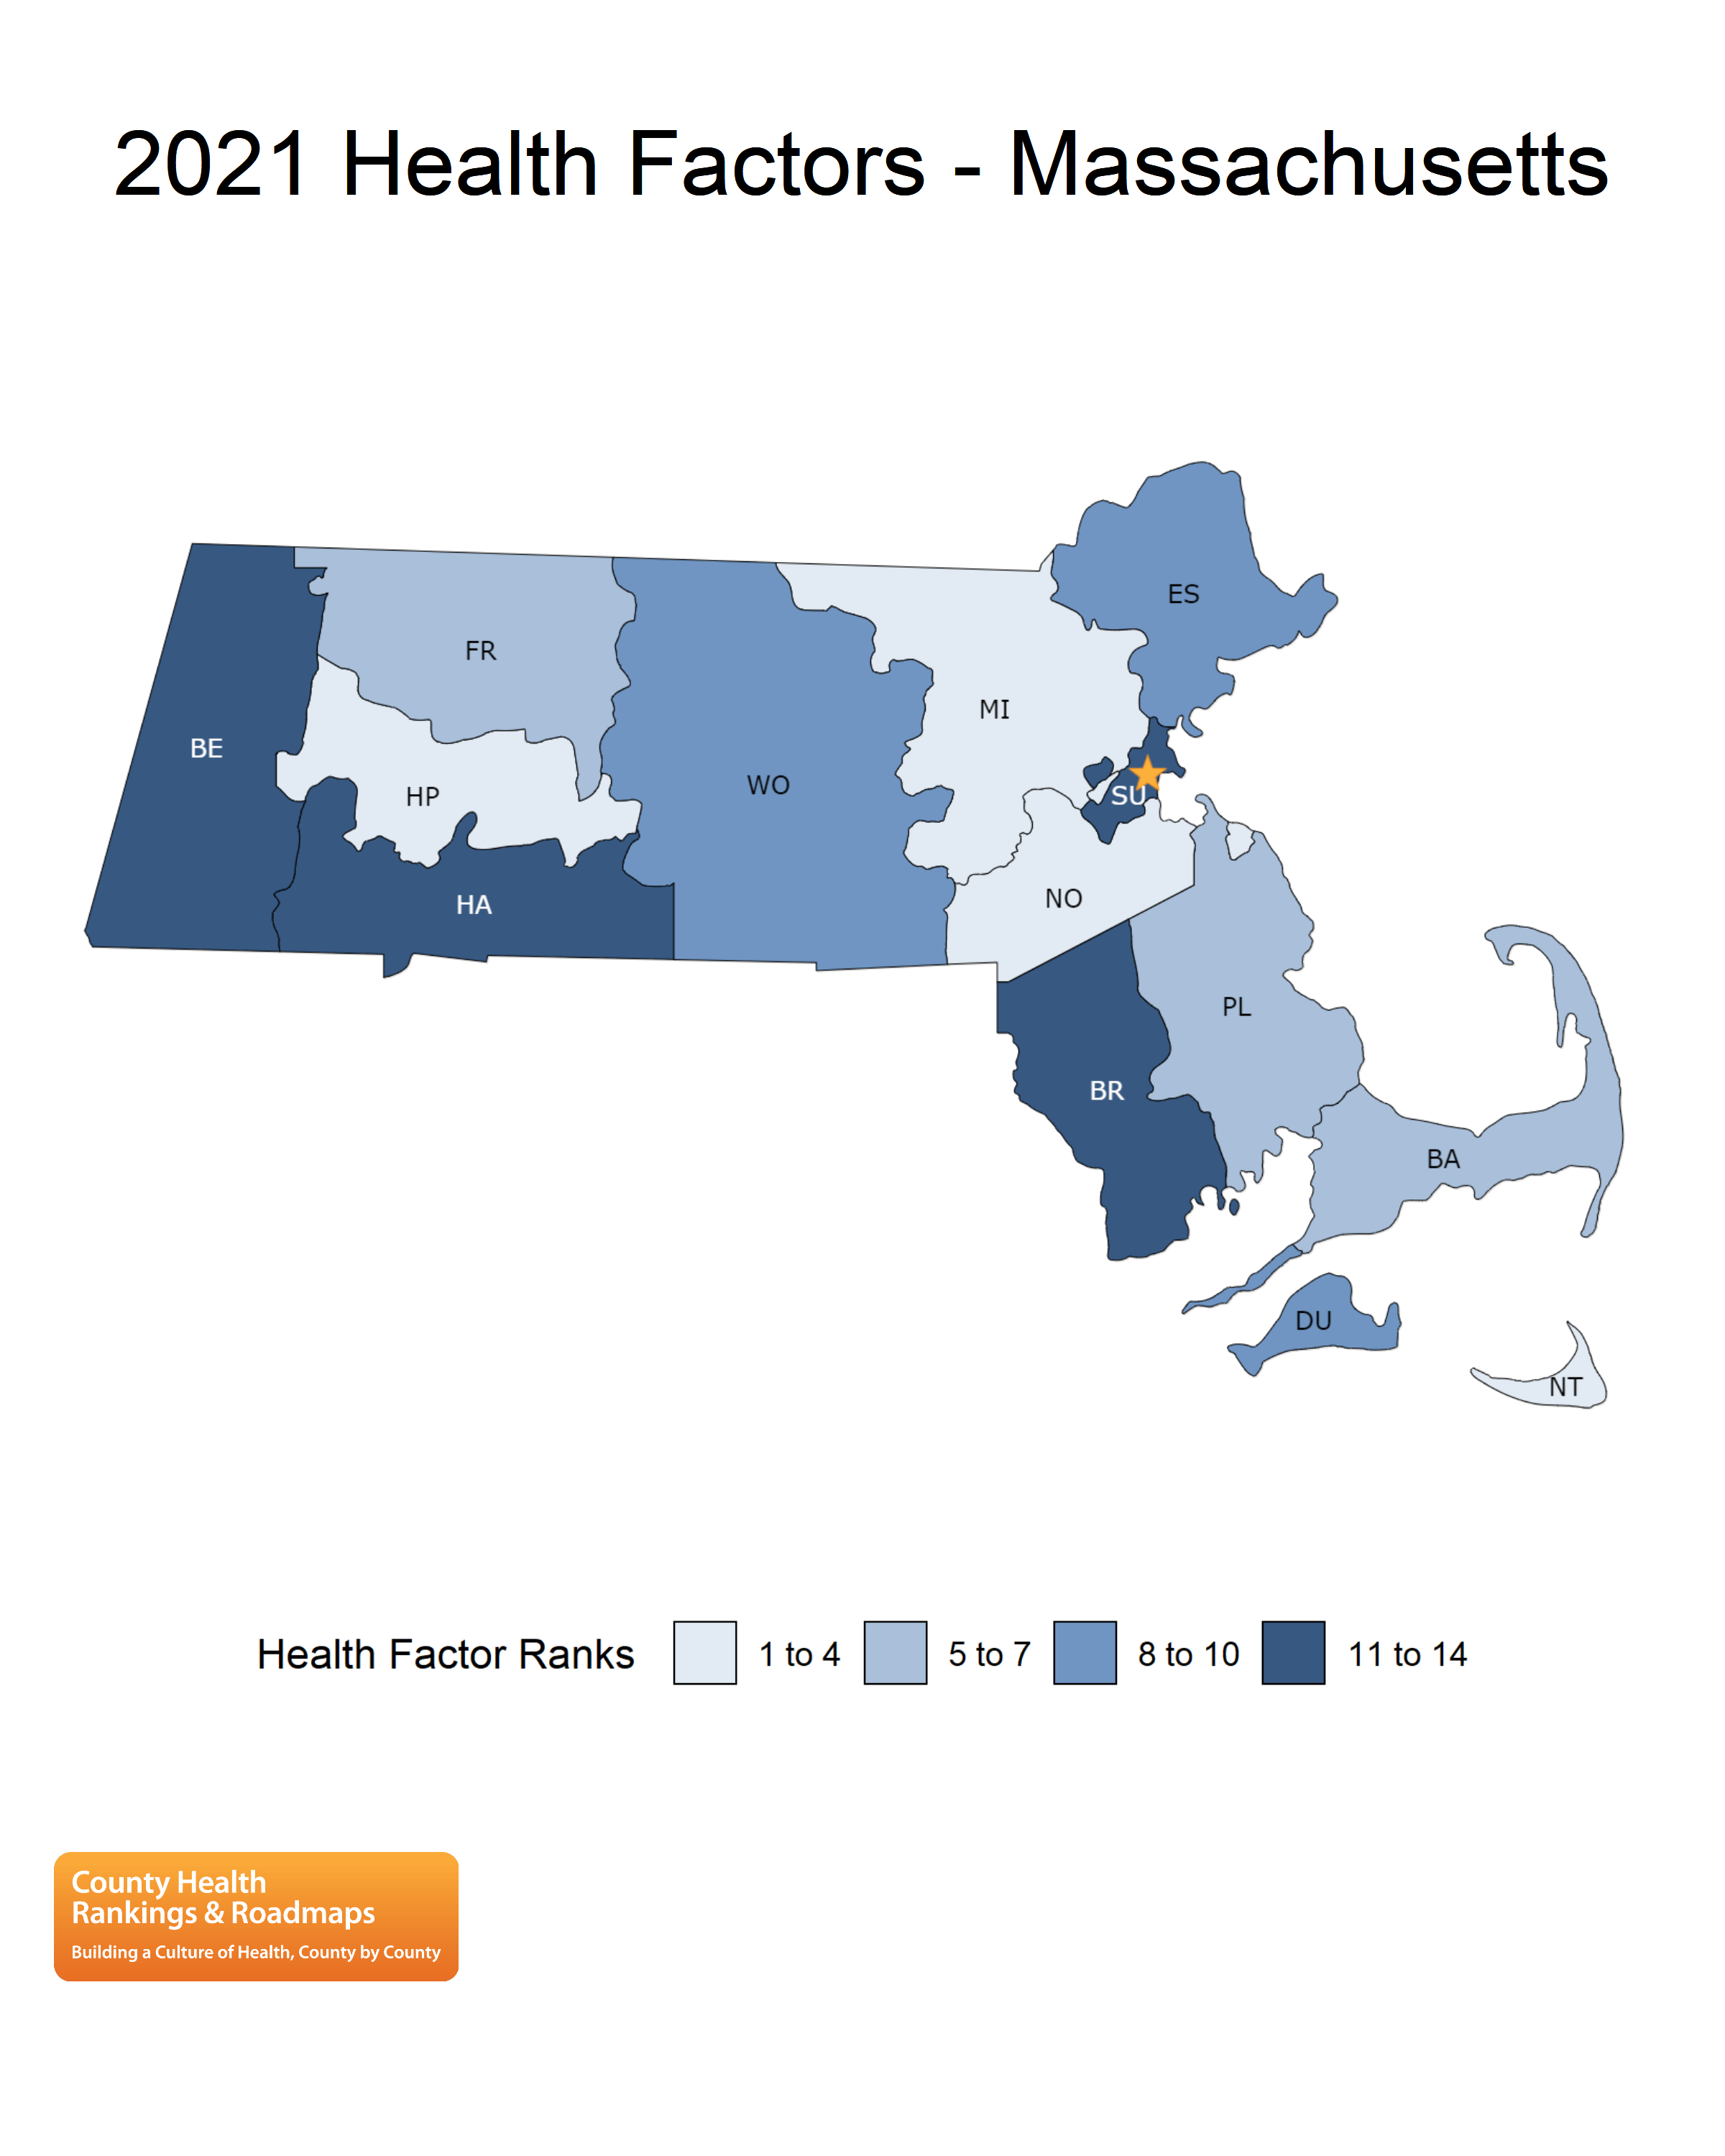 2021 Health Factors - Massachusetts
ES
FR
MI
BE
WO
HP
SU
NO
HA
PL
BR
BA
DU
NT
Health Factor Ranks 1 to 4 5 to 7 8 to 10 11 to 14
County Health
Rankings & Roadmaps
Building a Culture of Health, County by County